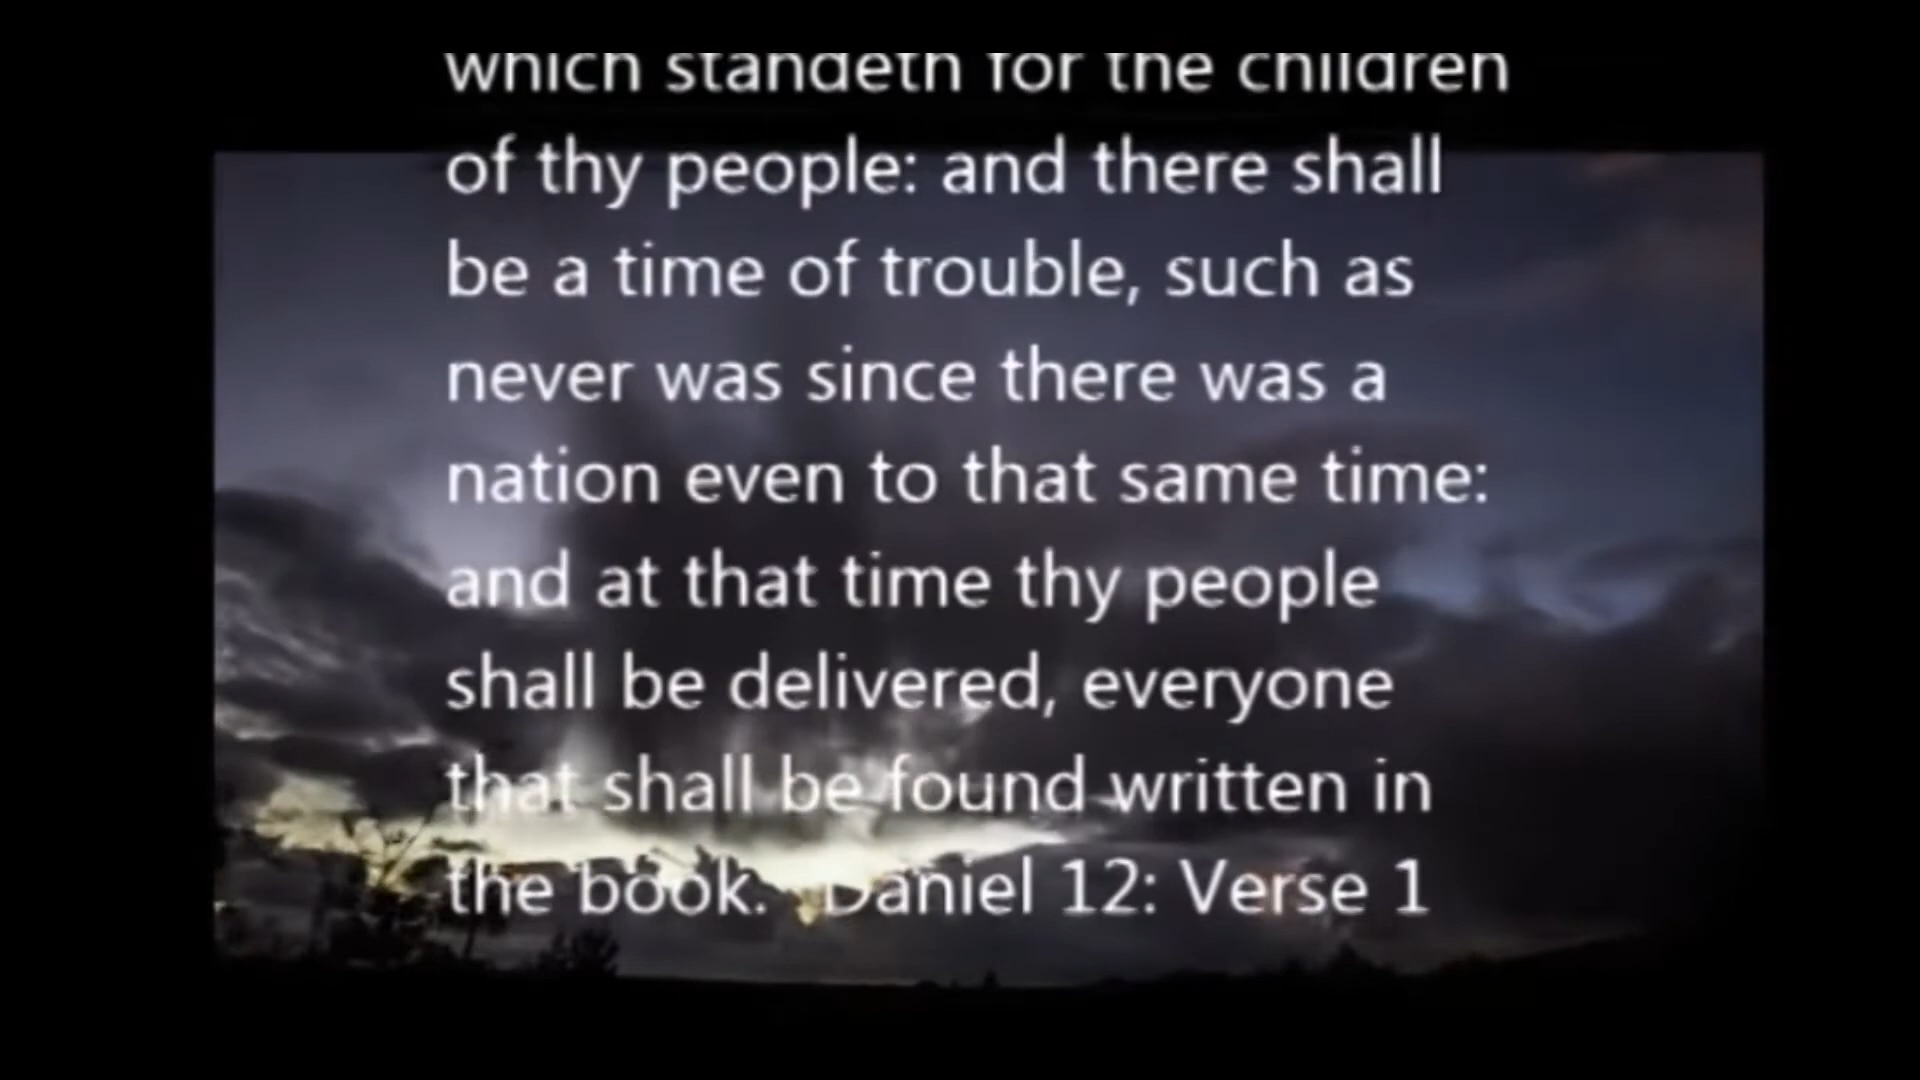 which standeth for the children
of thy people: and there shall
be a time of trouble, such as
never was since there was a
nation even to that same time:
and at that time thy people
shall be delivered, everyone
that shall be found written in
the book.  Daniel 12: Verse 1